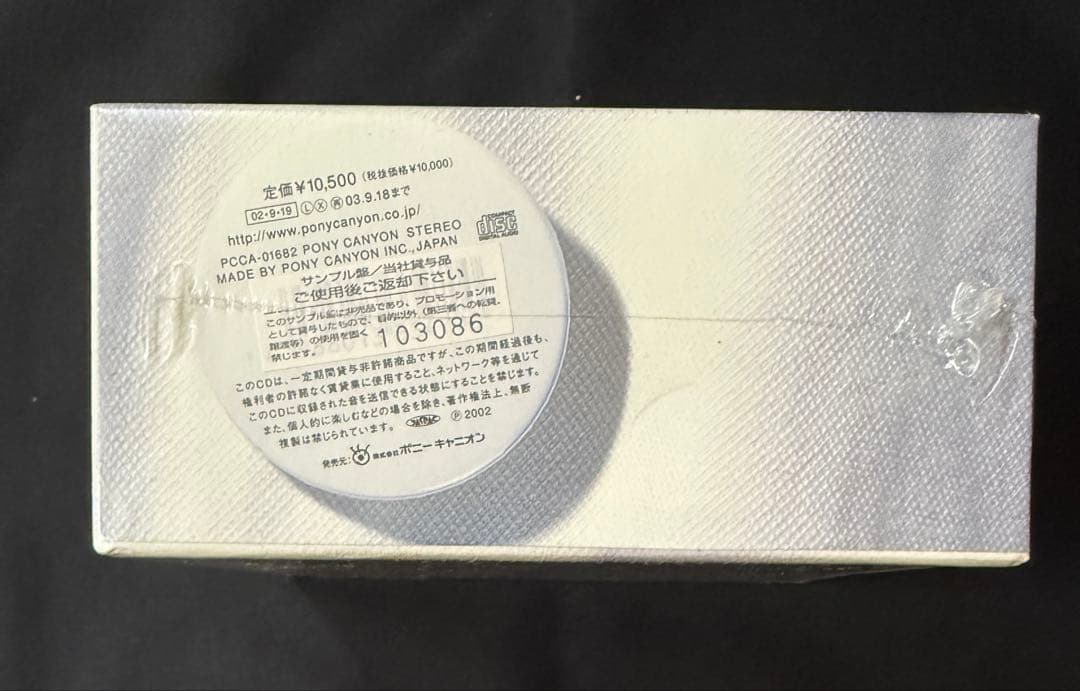 定価¥10,500 (税抜価格¥10,000)
02・9・19 Ⓛ Ⓧ 03.9.18まで
http://www.ponycanyon.co.jp/
PCCA-01682 PONY CANYON STEREO
MADE BY PONY CANYON INC.,JAPAN
COMPACT disc DIGITAL AUDIO
サンプル盤/当社貸与品
ご使用後ご返却下さい
このサンプル盤は非売品であり、プロモーション用
として貸与したもので、目的以外(第三者への転貸、
譲渡等)の使用を固く
禁じます。
103086
このCDは、一定期間貸与非許諾商品ですが、この期間経過後も、
権利者の許諾なく賃貸業に使用すること、ネットワーク等を通じて
このCDに収録された音を送信できる状態にすることを禁じます。
また、個人的に楽しむなどの場合を除き、著作権法上、無断
複製は禁じられています。 Ⓟ2002
発売元: ポニーキャニオン